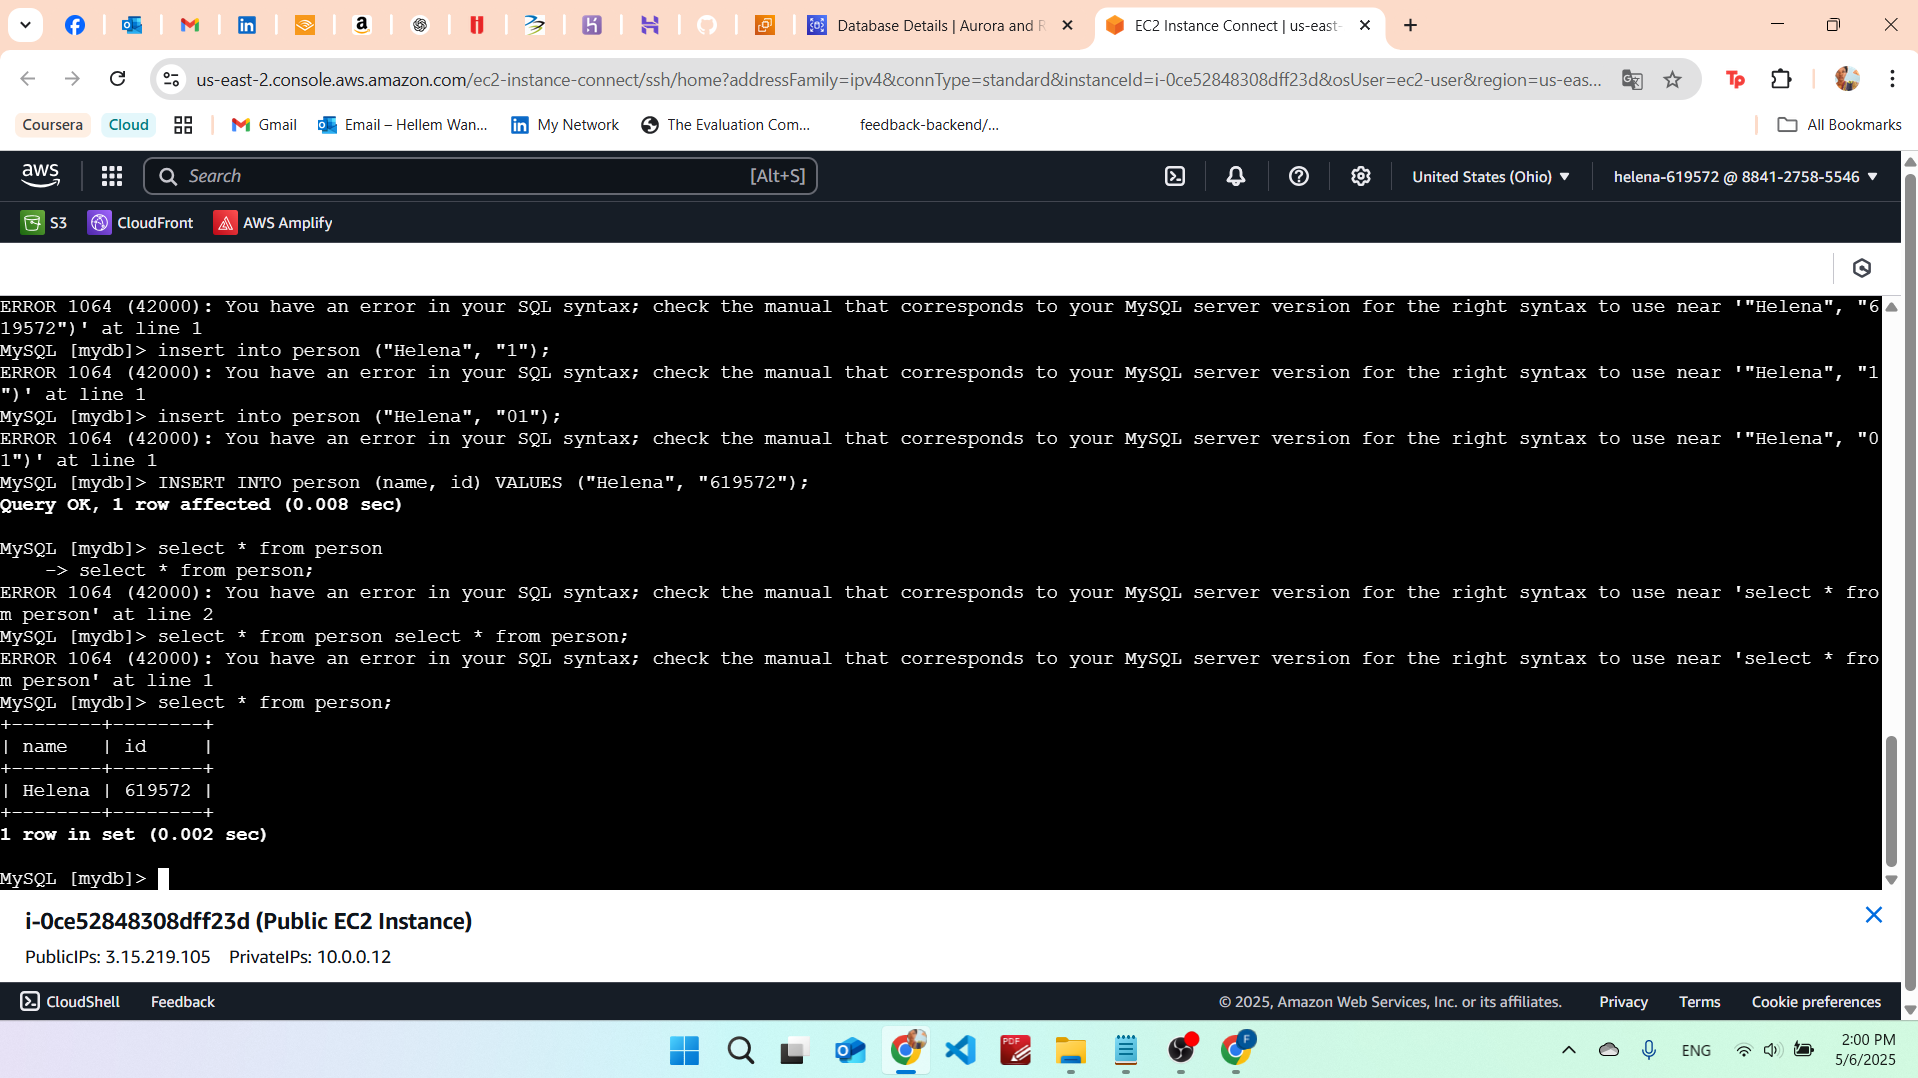 Database Details | Aurora and R
EC2 Instance Connect | us-east-
us-east-2.console.aws.amazon.com/ec2-instance-connect/ssh/home?addressFamily=ipv4&connType=standard&instanceId=i-0ce52848308dff23d&osUser=ec2-user&region=us-eas...
Coursera Cloud Gmail Email – Hellem Wan... My Network The Evaluation Com... feedback-backend/... All Bookmarks
aws Search [Alt+S] United States (Ohio) helena-619572 @ 8841-2758-5546
S3 CloudFront AWS Amplify
ERROR 1064 (42000): You have an error in your SQL syntax; check the manual that corresponds to your MySQL server version for the right syntax to use near '"Helena", "6
19572")' at line 1
MySQL [mydb]> insert into person ("Helena", "1");
ERROR 1064 (42000): You have an error in your SQL syntax; check the manual that corresponds to your MySQL server version for the right syntax to use near '"Helena", "1
")' at line 1
MySQL [mydb]> insert into person ("Helena", "01");
ERROR 1064 (42000): You have an error in your SQL syntax; check the manual that corresponds to your MySQL server version for the right syntax to use near '"Helena", "0
1")' at line 1
MySQL [mydb]> INSERT INTO person (name, id) VALUES ("Helena", "619572");
Query OK, 1 row affected (0.008 sec)
MySQL [mydb]> select * from person
-> select * from person;
ERROR 1064 (42000): You have an error in your SQL syntax; check the manual that corresponds to your MySQL server version for the right syntax to use near 'select * fro
m person' at line 2
MySQL [mydb]> select * from person select * from person;
ERROR 1064 (42000): You have an error in your SQL syntax; check the manual that corresponds to your MySQL server version for the right syntax to use near 'select * fro
m person' at line 1
MySQL [mydb]> select * from person;
+--------+--------+
| name   | id     |
+--------+--------+
| Helena | 619572 |
+--------+--------+
1 row in set (0.002 sec)
MySQL [mydb]>
i-0ce52848308dff23d (Public EC2 Instance)
PublicIPs: 3.15.219.105 PrivateIPs: 10.0.0.12
CloudShell Feedback © 2025, Amazon Web Services, Inc. or its affiliates. Privacy Terms Cookie preferences
PDF
F
ENG
2:00 PM
5/6/2025